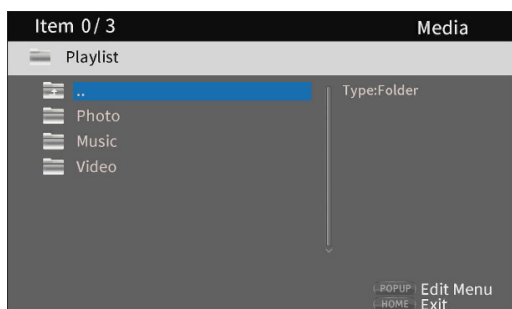 Item 0/3
Media
Playlist
..
Type:Folder
Photo
Music
Video
POPUP Edit Menu
HOME Exit